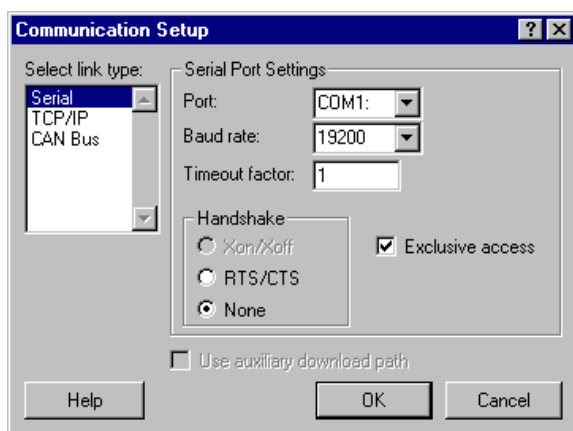 Communication Setup
Select link type:
Serial
TCP/IP
CAN Bus
Serial Port Settings
Port:
COM1:
Baud rate:
19200
Timeout factor:
1
Handshake
Xon/Xoff
RTS/CTS
None
Exclusive access
Use auxiliary download path
Help
OK
Cancel